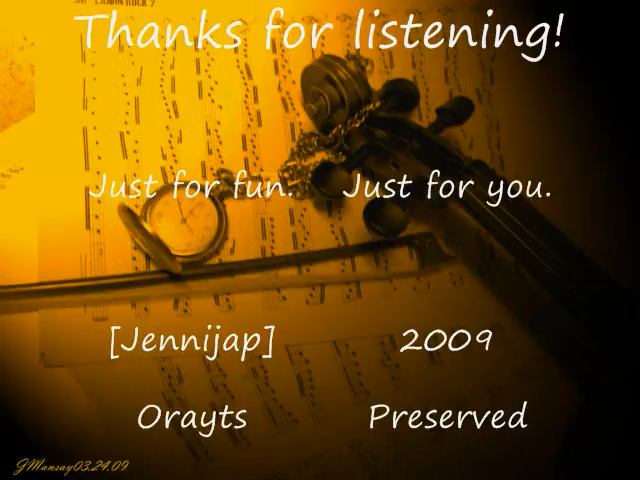 Thanks for listening!
Just for fun. Just for you.
[Jennijap] 2009
Orayts Preserved
JMansay03.24.09